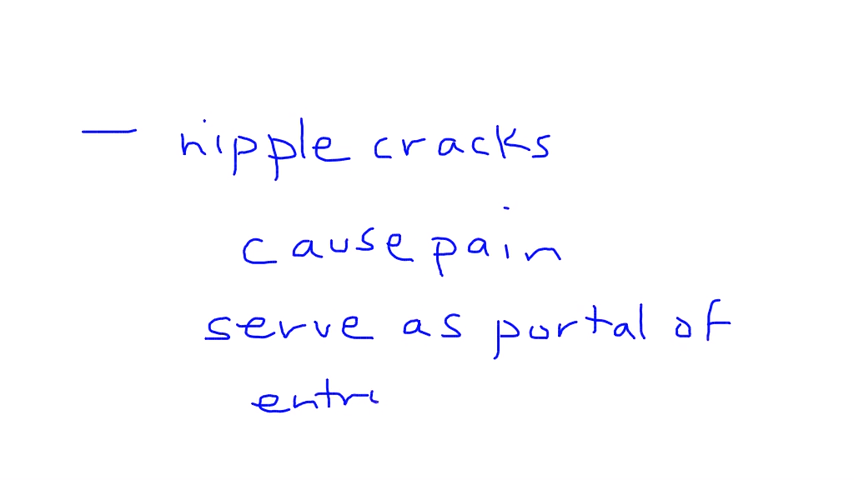 — nipple cracks
cause pain
serve as portal of
entr